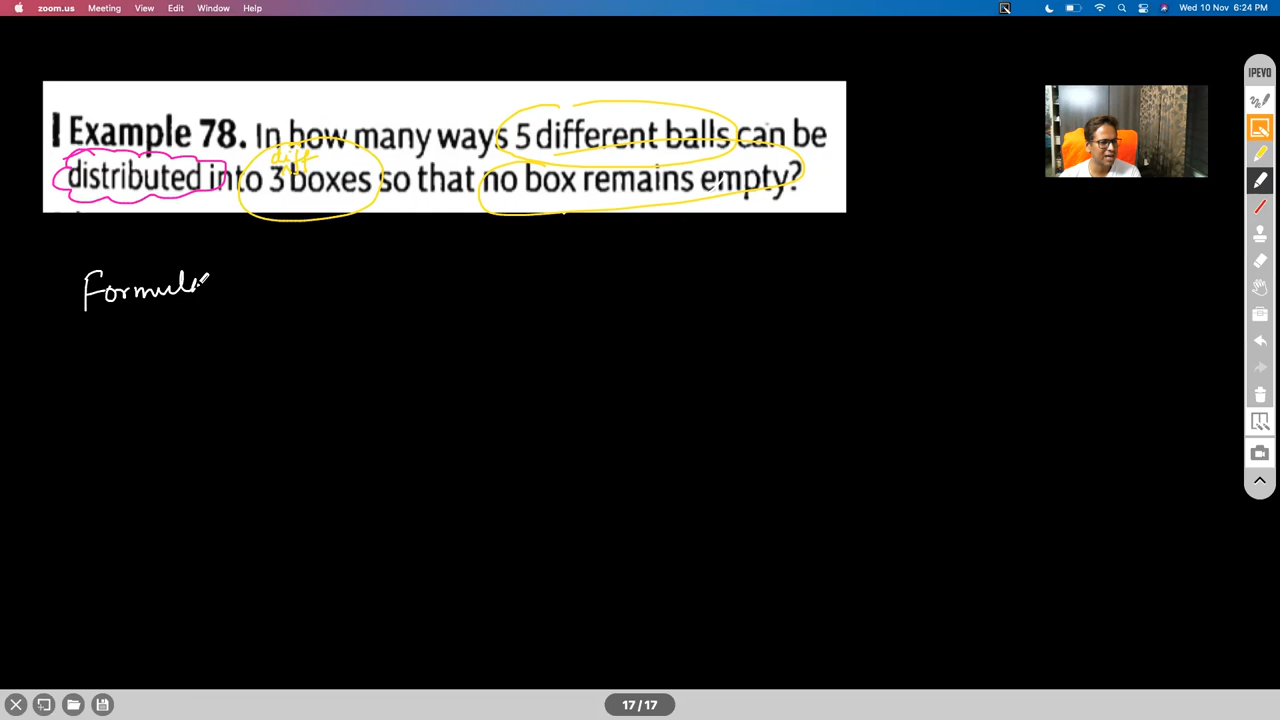 zoom.us Meeting View Edit Window Help Wed 10 Nov 6:24 PM
IPEVO
Example 78. In how many ways 5 different balls can be
diff
distributed into 3 boxes so that no box remains empty?
Formula
17/17